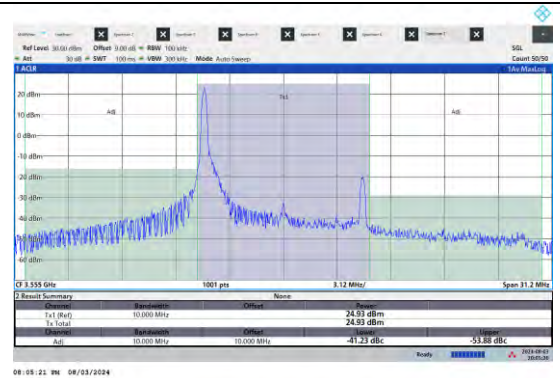 Ref Level 30.00 dBm Offset 0.00 dB RBW 100 kHz SGL
Att 30 dB SWT 100 ms VBW 300 kHz Mode Auto Sweep Count 50/50
1 ACLR 1Av MaxLog
20 dBm
Tx1
Adj Adj
10 dBm
0 dBm
-10 dBm
-20 dBm
-30 dBm
-40 dBm
CF 3.555 GHz 1001 pts 3.12 MHz/ Span 31.2 MHz
2 Result Summary None
Channel Bandwidth Offset Power
Tx1 (Ref) 10.000 MHz 24.93 dBm
Tx Total 24.93 dBm
Channel Bandwidth Offset Lower Upper
Adj 10.000 MHz 10.000 MHz -41.23 dBc -53.88 dBc
Ready
08:05:21 PM 08/03/2024